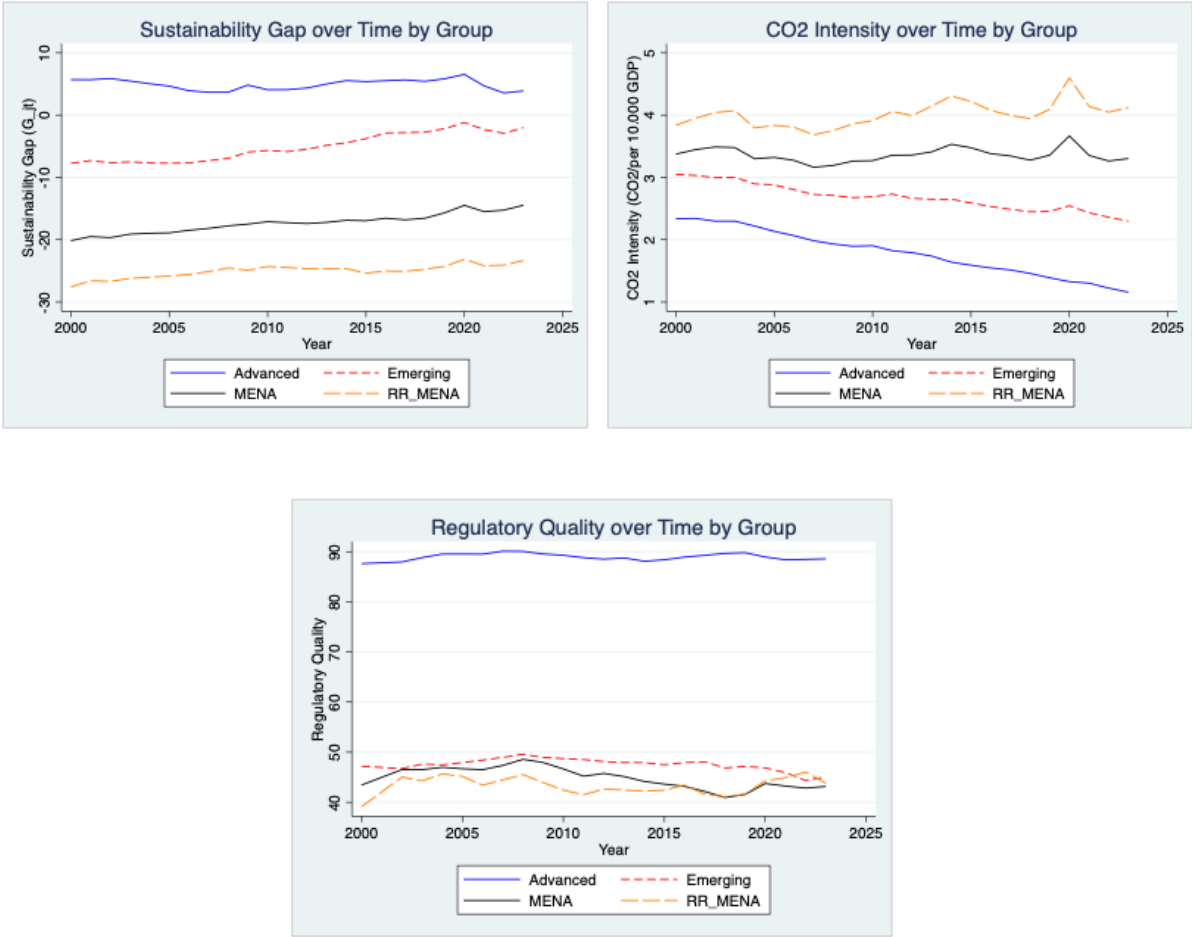 Sustainability Gap over Time by Group
Sustainability Gap (G_jt)
10
0
-10
-20
-30
2000
2005
2010
2015
2020
2025
Year
Advanced
Emerging
MENA
RR_MENA
CO2 Intensity over Time by Group
CO2 Intensity (CO2/per 10.000 GDP)
5
4
3
2
1
2000
2005
2010
2015
2020
2025
Year
Advanced
Emerging
MENA
RR_MENA
Regulatory Quality over Time by Group
Regulatory Quality
90
80
70
60
50
40
2000
2005
2010
2015
2020
2025
Year
Advanced
Emerging
MENA
RR_MENA